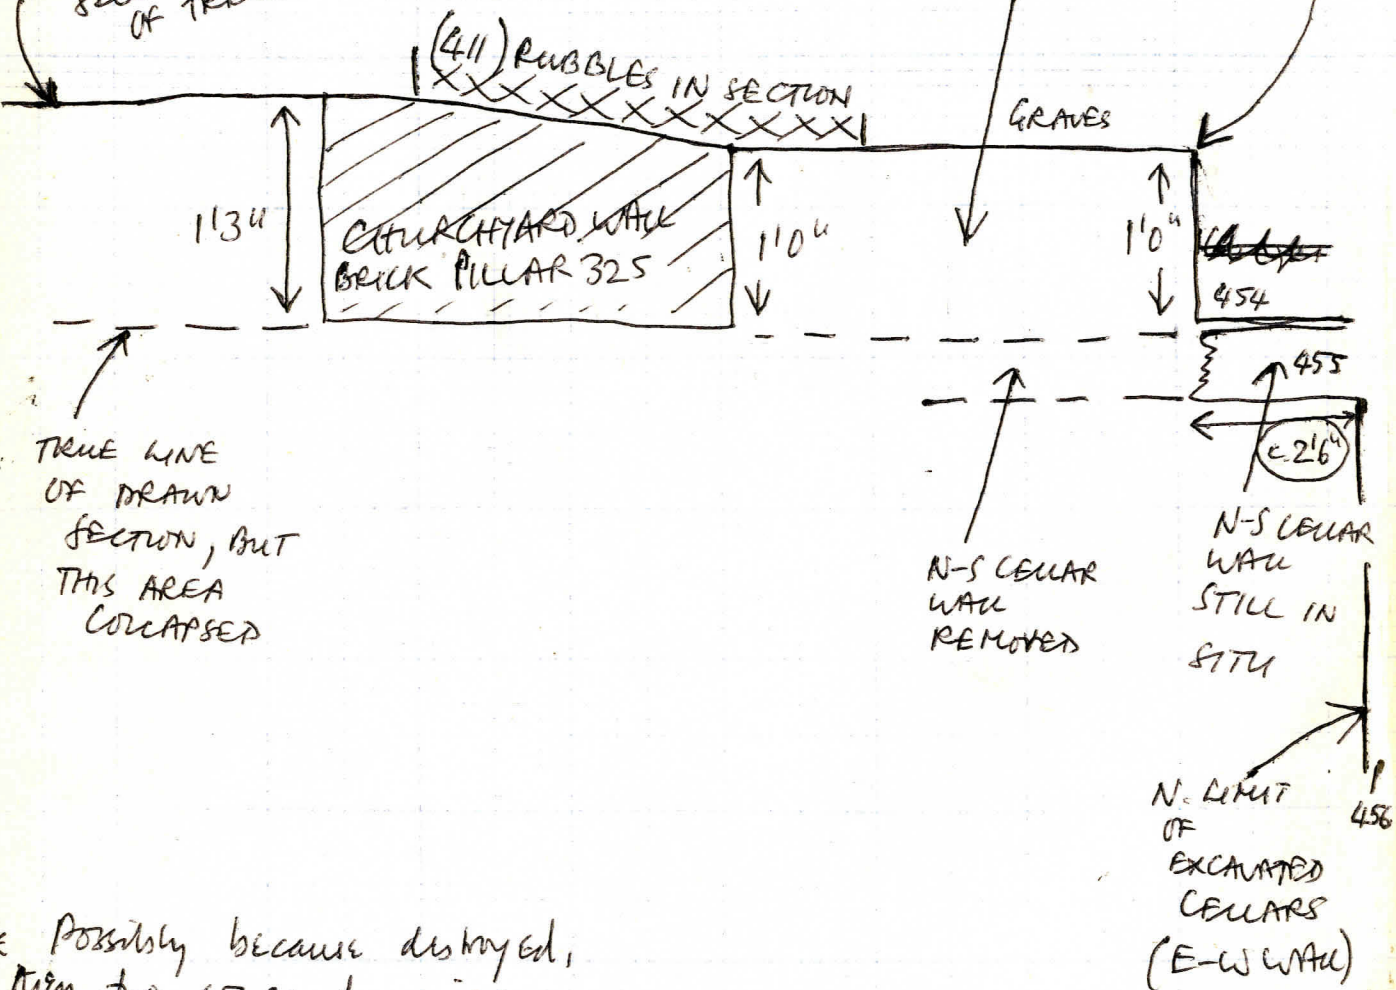 OF
(411) RUBBLES IN SECTION
GRAVES
1'3"
CHURCHYARD WALL
BRICK PILLAR 325
1'0"
1'0"
454
455
c. 2'6"
TRUE LINE
OF DRAWN
SECTION, BUT
THIS AREA
COLLAPSED
N-S CELLAR
WALL
REMOVED
N-S CELLAR
WALL
STILL IN
SITU
N. LIMIT
OF
EXCAVATED
CELLARS
(E-W WALL)
456
Possibly because destroyed,